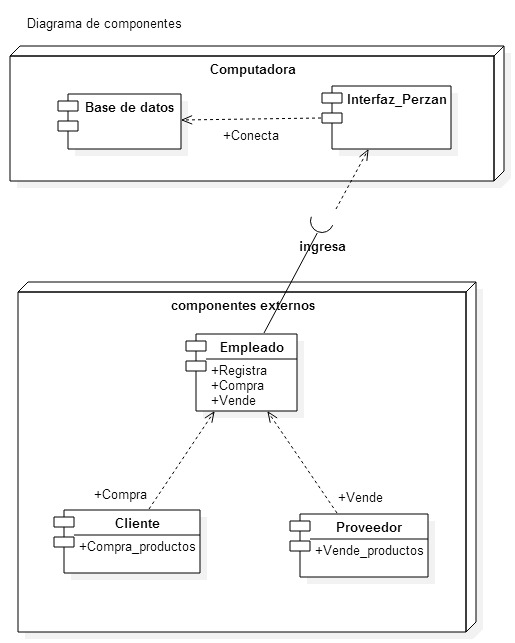 Diagrama de componentes
Computadora
Base de datos
Interfaz_Perzan
+Conecta
ingresa
componentes externos
Empleado
+Registra
+Compra
+Vende
+Compra
+Vende
Cliente
+Compra_productos
Proveedor
+Vende_productos